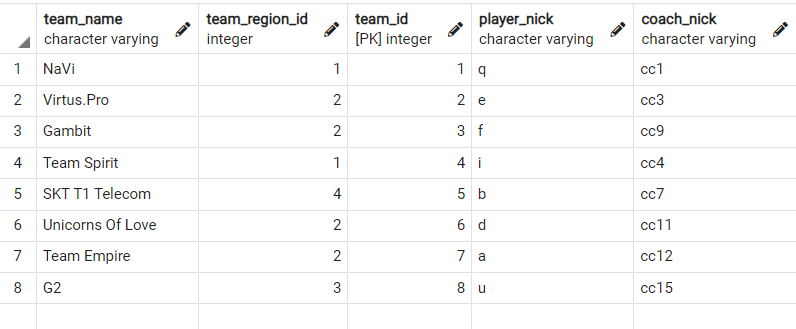 team_name team_region_id team_id player_nick coach_nick
character varying integer [PK] integer character varying character varying
1 NaVi 1 1 q cc1
2 Virtus.Pro 2 2 e cc3
3 Gambit 2 3 f cc9
4 Team Spirit 1 4 i cc4
5 SKT T1 Telecom 4 5 b cc7
6 Unicorns Of Love 2 6 d cc11
7 Team Empire 2 7 a cc12
8 G2 3 8 u cc15